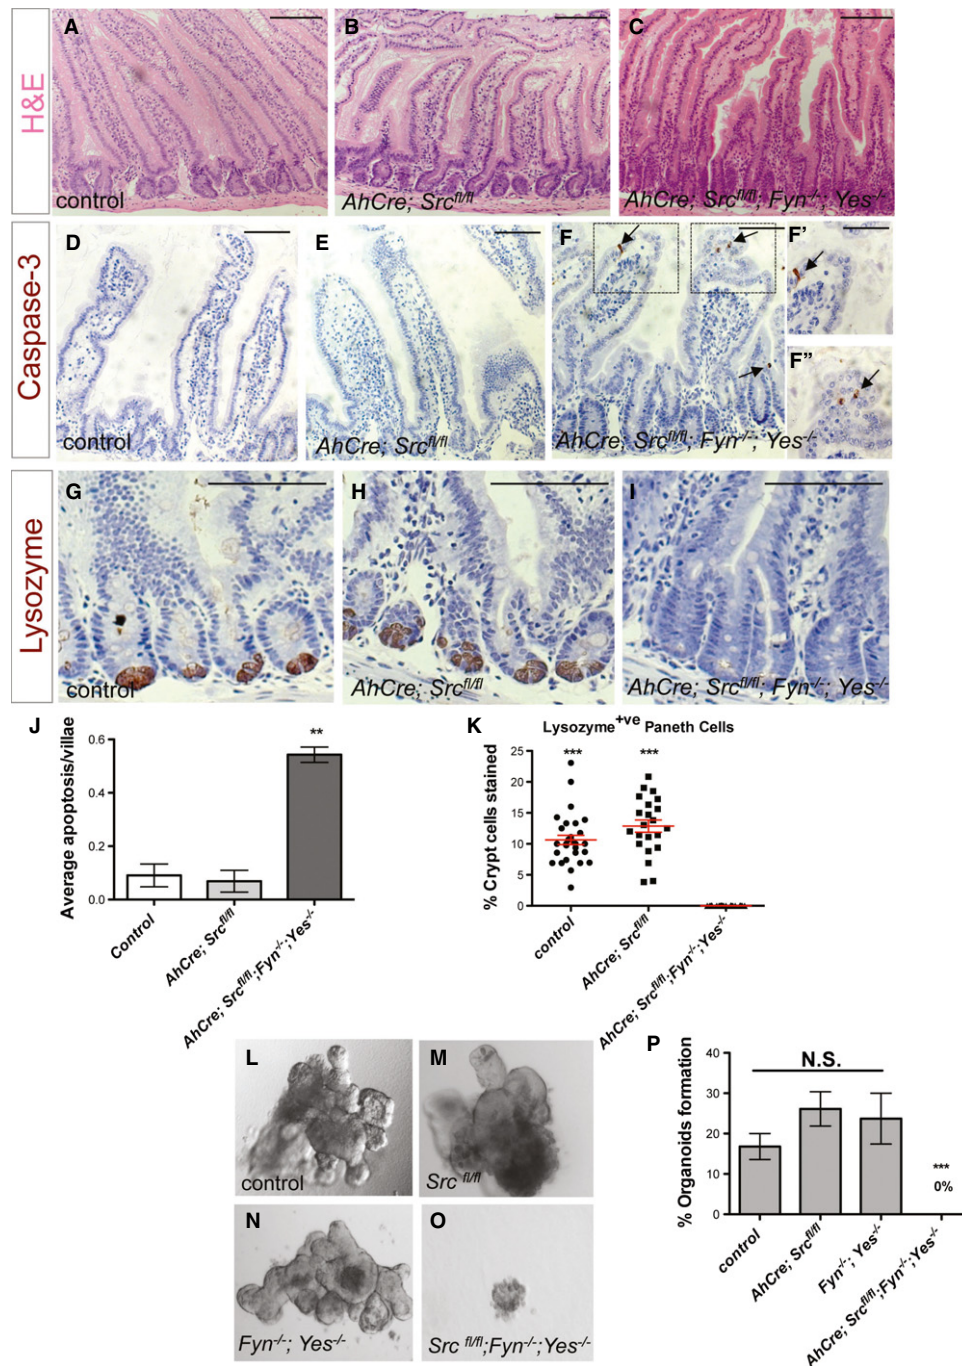 H&E
A
control
B
AhCre; Src^fl/fl
C
AhCre; Src^fl/fl; Fyn^-/-; Yes^-/-
Caspase-3
D
control
E
AhCre; Src^fl/fl
F
AhCre; Src^fl/fl; Fyn^-/-; Yes^-/-
F'
F"
Lysozyme
G
control
H
AhCre; Src^fl/fl
I
AhCre; Src^fl/fl; Fyn^-/-; Yes^-/-
J
Average apoptosis/villae
0.6
0.4
0.2
0.0
**
Control
AhCre; Src^fl/fl
AhCre; Src^fl/fl;Fyn^-/-;Yes^-/-
K
Lysozyme^+ve Paneth Cells
% Crypt cells stained
25
20
15
10
5
0
***
***
control
AhCre; Src^fl/fl
AhCre; Src^fl/fl;Fyn^-/-;Yes^-/-
L
control
M
Src^fl/fl
N
Fyn^-/-; Yes^-/-
O
Src^fl/fl;Fyn^-/-;Yes^-/-
P
% Organoids formation
40
30
20
10
0
N.S.
***
0%
control
AhCre; Src^fl/fl
Fyn^-/-; Yes^-/-
AhCre; Src^fl/fl;Fyn^-/-;Yes^-/-